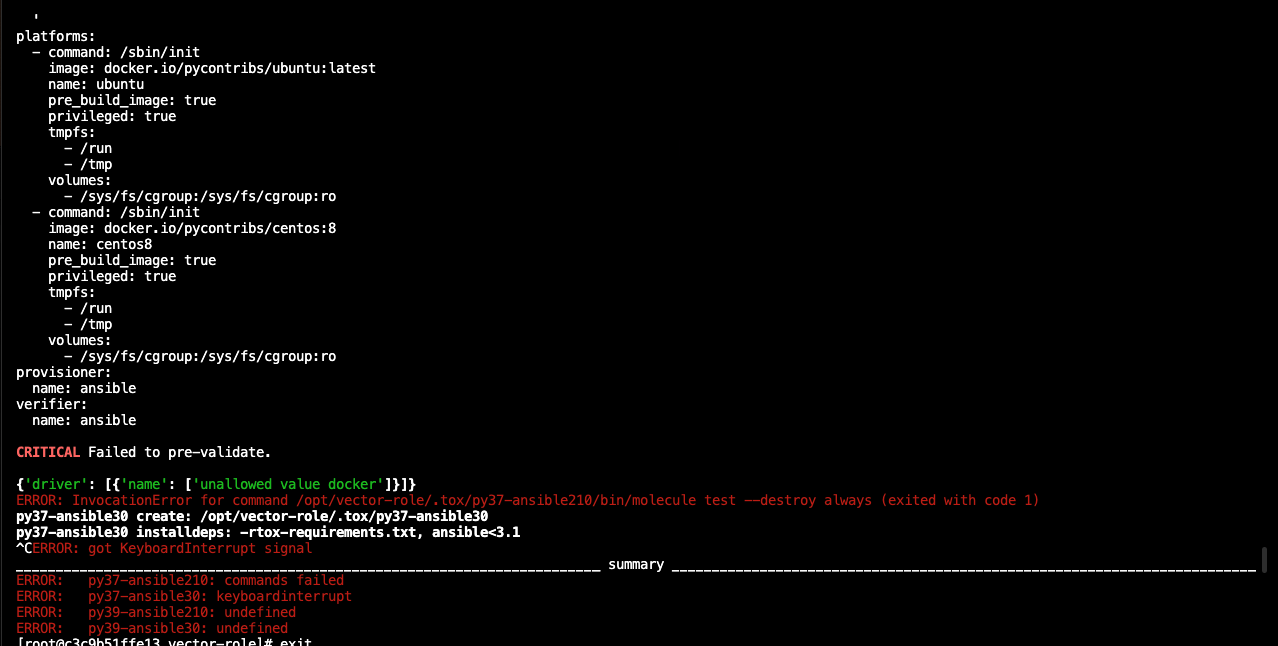 '
platforms:
  - command: /sbin/init
    image: docker.io/pycontribs/ubuntu:latest
    name: ubuntu
    pre_build_image: true
    privileged: true
    tmpfs:
      - /run
      - /tmp
    volumes:
      - /sys/fs/cgroup:/sys/fs/cgroup:ro
  - command: /sbin/init
    image: docker.io/pycontribs/centos:8
    name: centos8
    pre_build_image: true
    privileged: true
    tmpfs:
      - /run
      - /tmp
    volumes:
      - /sys/fs/cgroup:/sys/fs/cgroup:ro
provisioner:
  name: ansible
verifier:
  name: ansible
CRITICAL Failed to pre-validate.
{'driver': [{'name': ['unallowed value docker']}]}
ERROR: InvocationError for command /opt/vector-role/.tox/py37-ansible210/bin/molecule test --destroy always (exited with code 1)
py37-ansible30 create: /opt/vector-role/.tox/py37-ansible30
py37-ansible30 installdeps: -rtox-requirements.txt, ansible<3.1
^CERROR: got KeyboardInterrupt signal
_________________________________________________________________________ summary _________________________________________________________________________
ERROR:   py37-ansible210: commands failed
ERROR:   py37-ansible30: keyboardinterrupt
ERROR:   py39-ansible210: undefined
ERROR:   py39-ansible30: undefined
[root@c3c9b51ffe13 vector-role]# exit